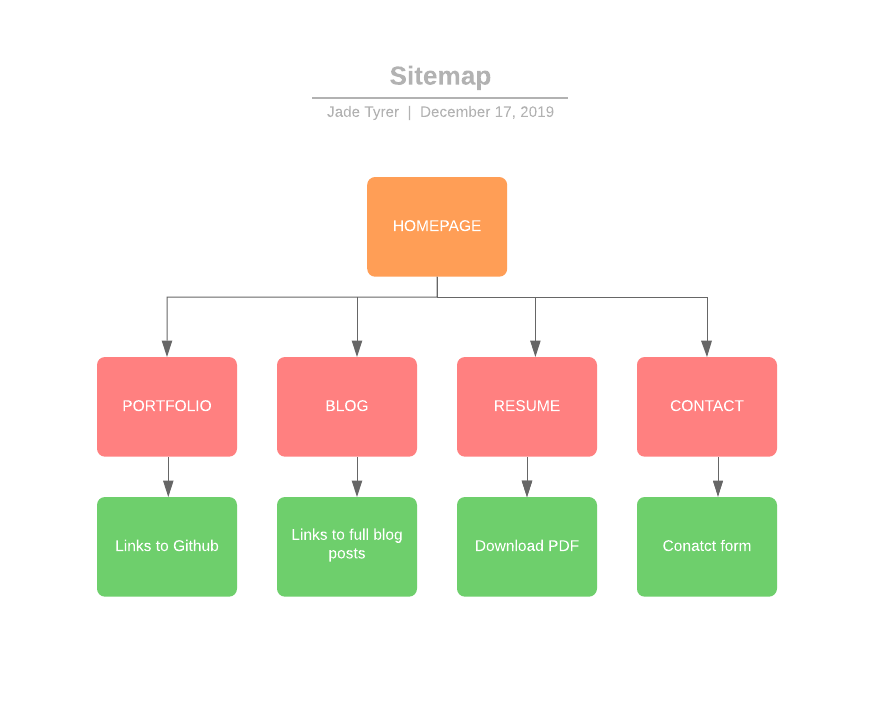 Sitemap
Jade Tyrer | December 17, 2019
HOMEPAGE
PORTFOLIO
BLOG
RESUME
CONTACT
Links to Github
Links to full blog
posts
Download PDF
Conatct form